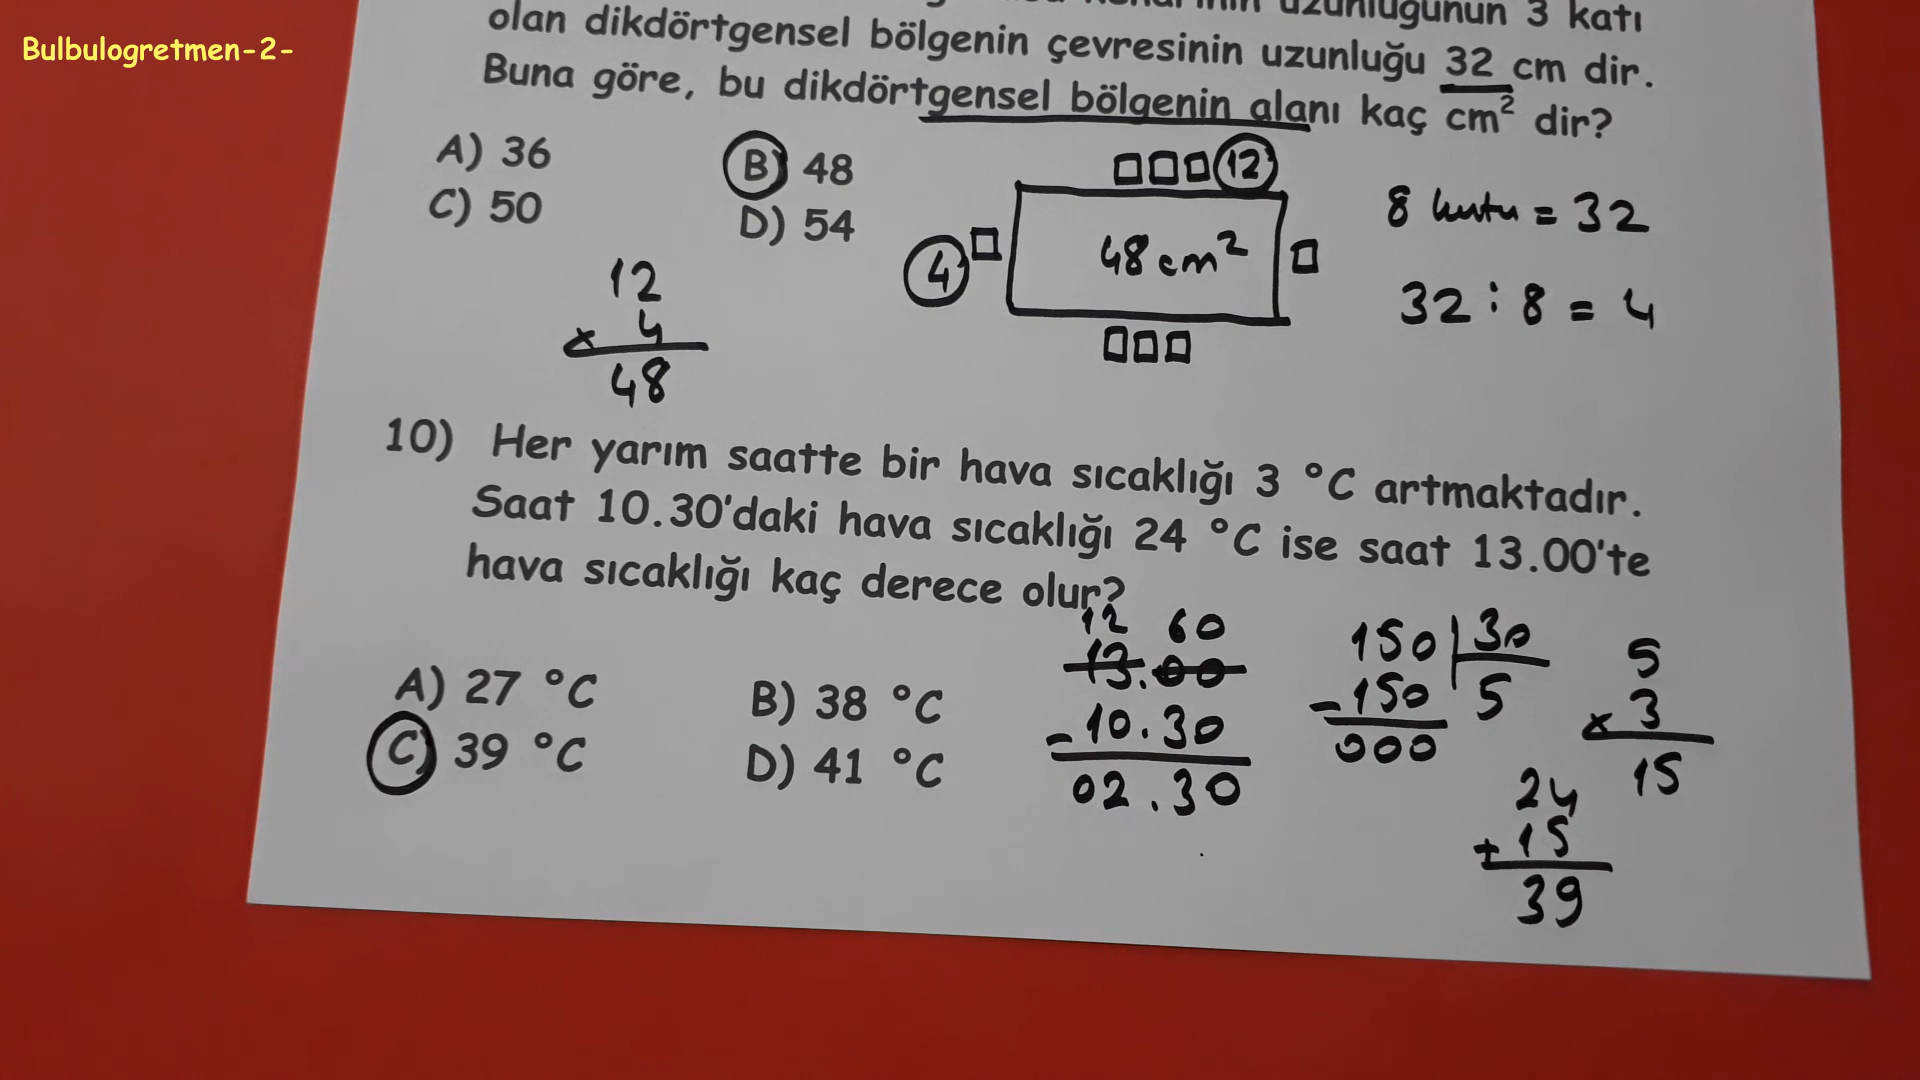 Bulbulogretmen-2-
uzunluğunun 3 katı
olan dikdörtgensel bölgenin çevresinin uzunluğu 32 cm dir.
Buna göre, bu dikdörtgensel bölgenin alanı kaç cm² dir?
A) 36
B) 48
C) 50
D) 54
12
x 4
48
□□□ 12
4 □
48 cm²
□
□□□
8 kutu = 32
32 : 8 = 4
10) Her yarım saatte bir hava sıcaklığı 3 °C artmaktadır.
Saat 10.30'daki hava sıcaklığı 24 °C ise saat 13.00'te
hava sıcaklığı kaç derece olur?
A) 27 °C
B) 38 °C
C) 39 °C
D) 41 °C
12 60
13.00
- 10.30
02.30
150 | 30
- 150 5
000
5
x 3
15
24
+ 15
39